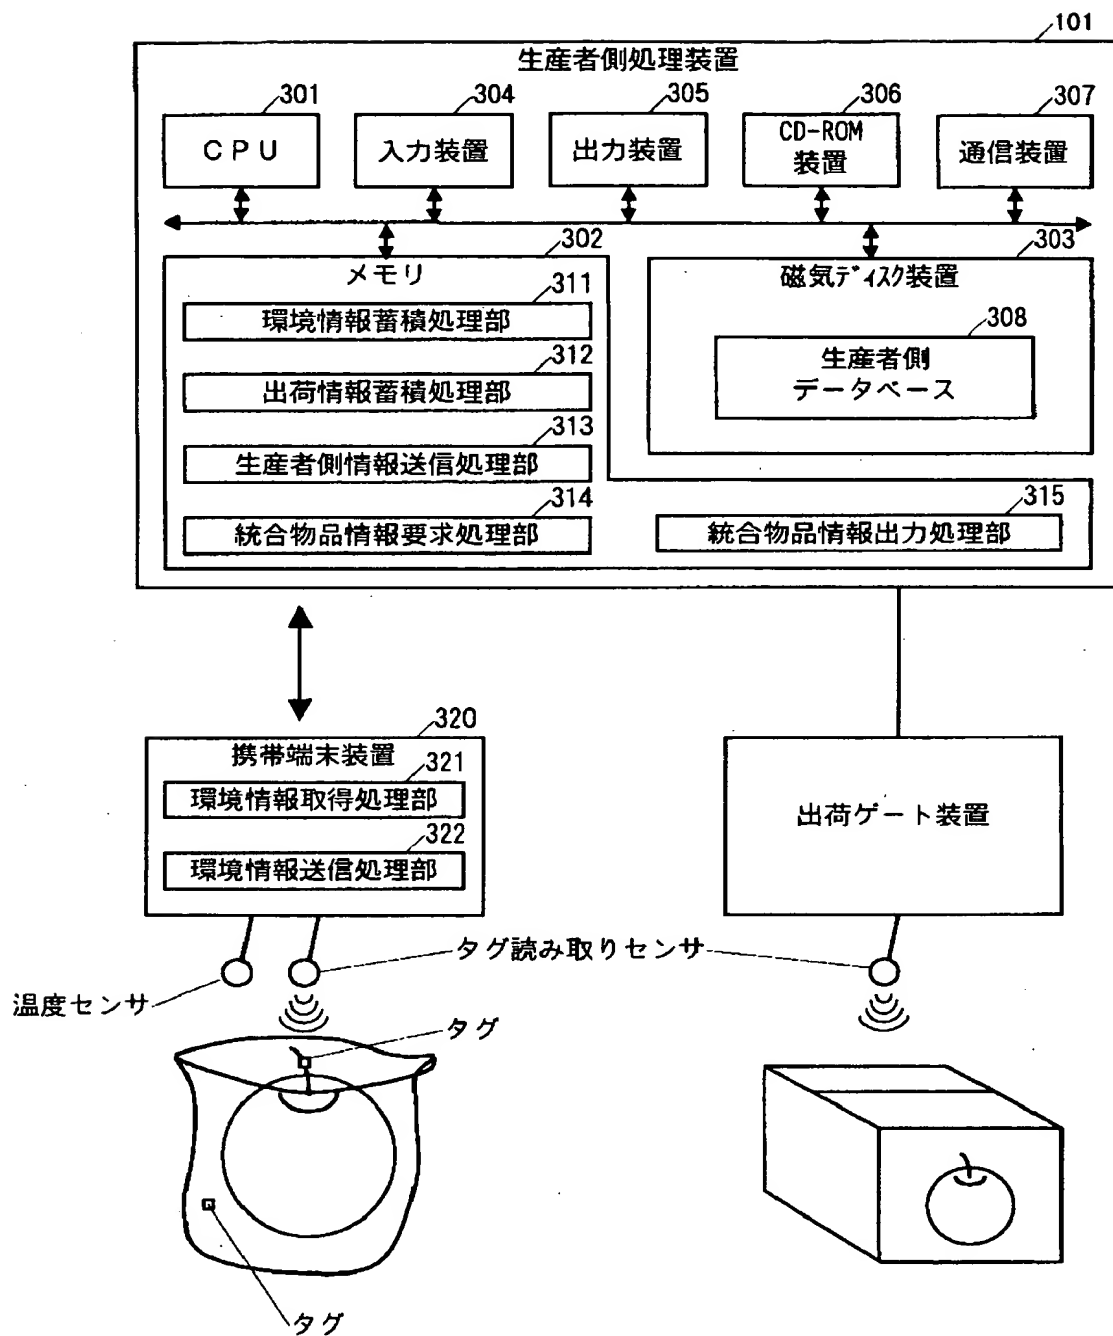 101
生産者側処理装置
301
304
305
306
307
CPU
入力装置
出力装置
CD-ROM
装置
通信装置
302
303
メモリ
磁気ディスク装置
311
環境情報蓄積処理部
308
312
生産者側
データベース
出荷情報蓄積処理部
313
生産者側情報送信処理部
314
315
統合物品情報要求処理部
統合物品情報出力処理部
320
携帯端末装置
321
環境情報取得処理部
出荷ゲート装置
322
環境情報送信処理部
タグ読み取りセンサ
温度センサ
タグ
タグ